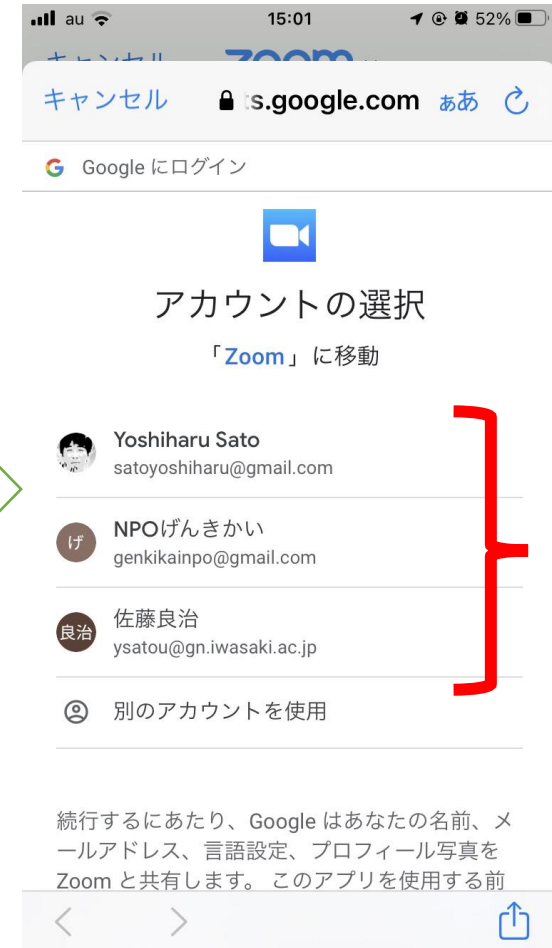 au 15:01 52%
キャンセル zoom
キャンセル s.google.com ぁあ
G Google にログイン
アカウントの選択
「Zoom」に移動
Yoshiharu Sato
satoyoshiharu@gmail.com
げ NPOげんきかい
genkikainpo@gmail.com
良治 佐藤良治
ysatou@gn.iwasaki.ac.jp
別のアカウントを使用
続行するにあたり、Google はあなたの名前、メ
ールアドレス、言語設定、プロフィール写真を
Zoom と共有します。 このアプリを使用する前